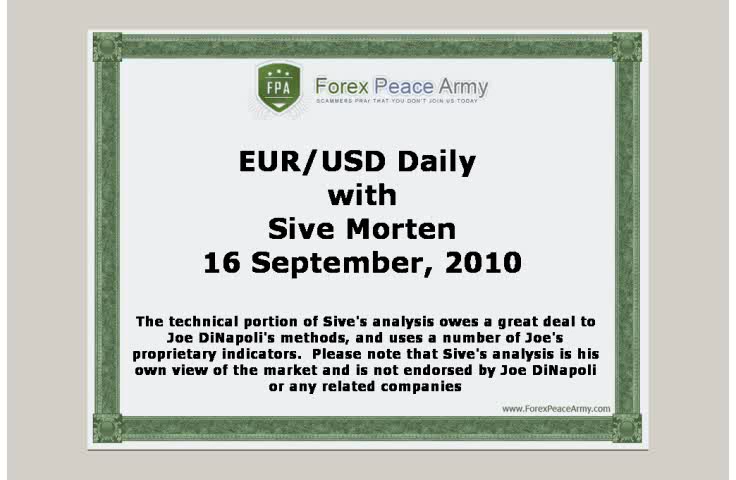 FPA
Forex Peace Army
SCAMMERS PRAY THAT YOU DON'T JOIN US TODAY
EUR/USD Daily
with
Sive Morten
16 September, 2010
The technical portion of Sive's analysis owes a great deal to
Joe DiNapoli's methods, and uses a number of Joe's
proprietary indicators. Please note that Sive's analysis is his
own view of the market and is not endorsed by Joe DiNapoli
or any related companies
www.ForexPeaceArmy.com